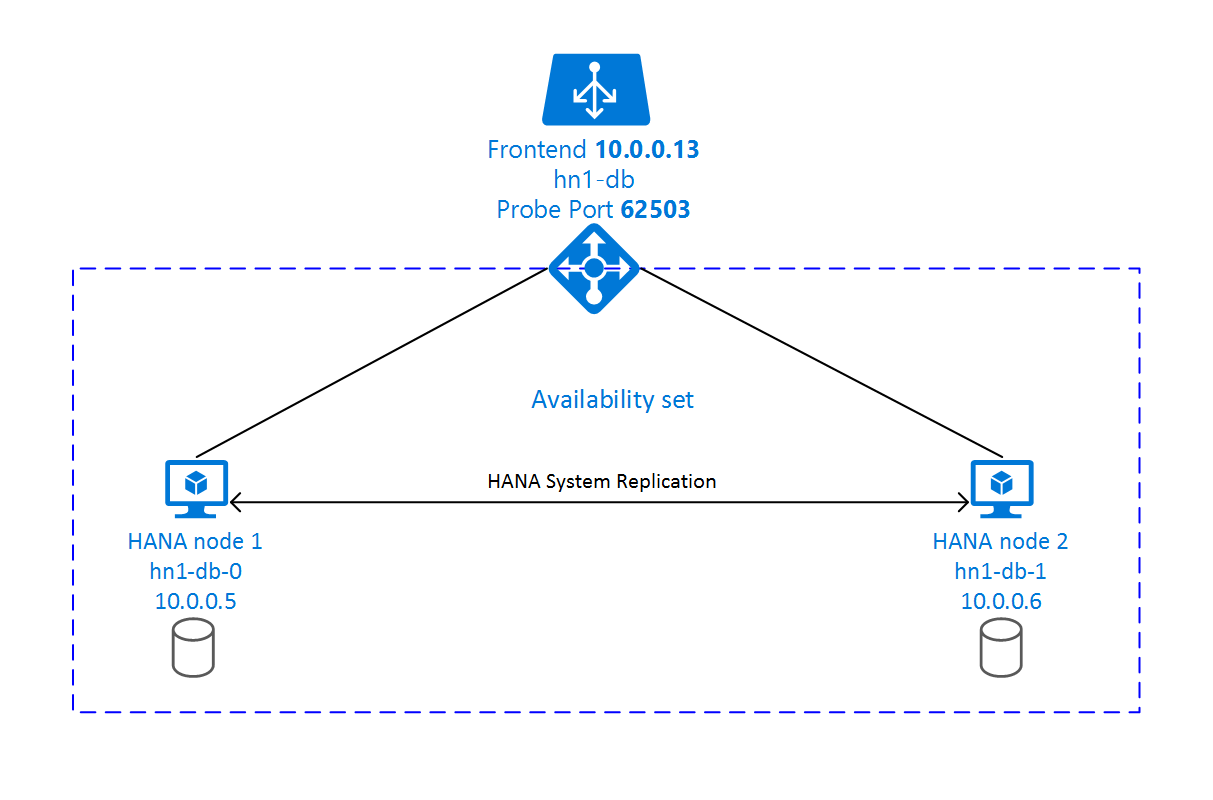 Frontend 10.0.0.13
hn1-db
Probe Port 62503
Availability set
HANA System Replication
HANA node 1
hn1-db-0
10.0.0.5
HANA node 2
hn1-db-1
10.0.0.6